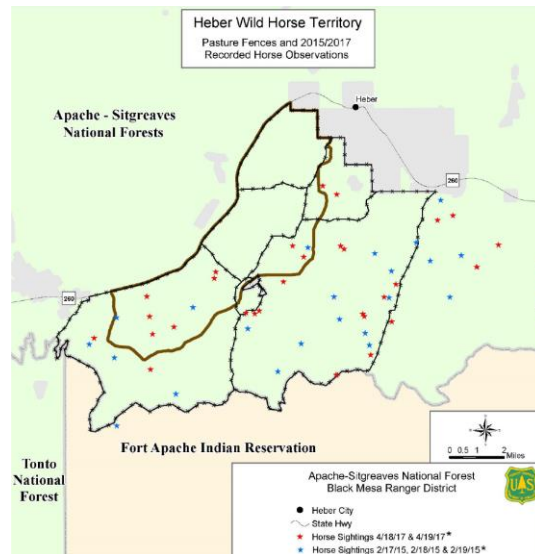 Heber Wild Horse Territory
Pasture Fences and 2015/2017
Recorded Horse Observations
Heber
Apache - Sitgreaves
National Forests
260
260
Fort Apache Indian Reservation
Tonto
National
Forest
0 0.5 1 2
Miles
Apache-Sitgreaves National Forest
Black Mesa Ranger District
Heber City
State Hwy
Horse Sightings 4/18/17 & 4/19/17*
Horse Sightings 2/17/15, 2/18/15 & 2/19/15*